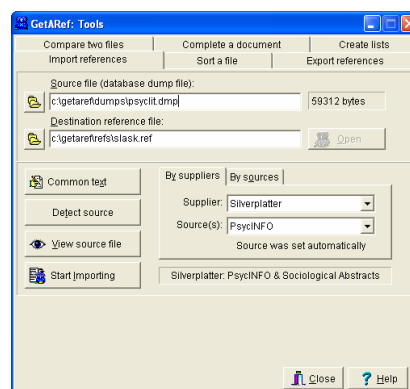 GetARef: Tools
Compare two files Complete a document Create lists
Import references Sort a file Export references
Source file (database dump file):
c:\getaref\dumps\psyclit.dmp 59312 bytes
Destination reference file:
c:\getaref\refs\slask.ref Open
Common text
Detect source
View source file
Start Importing
By suppliers By sources
Supplier: Silverplatter
Source(s): PsycINFO
Source was set automatically
Silverplatter: PsycINFO & Sociological Abstracts
Close Help